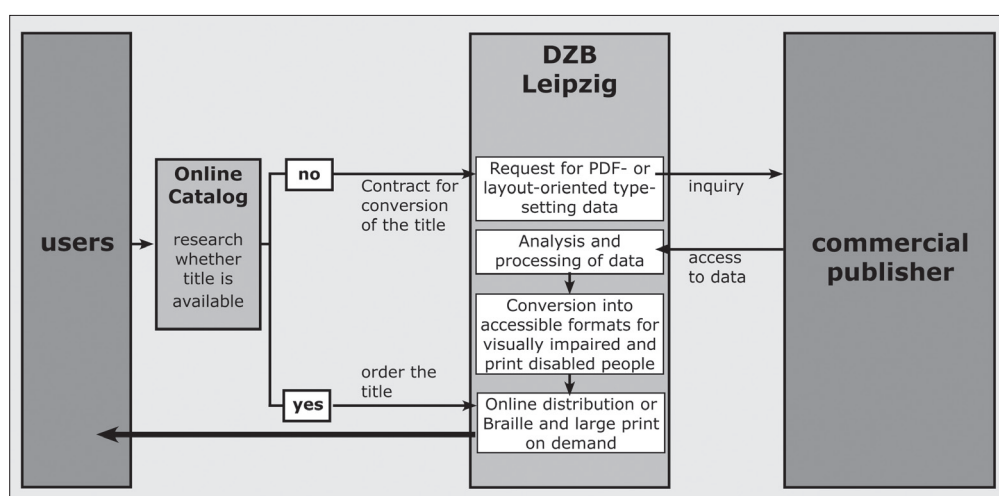 users
Online
Catalog
research
whether
title is
available
no
Contract for
conversion
of the title
yes
order the
title
DZB
Leipzig
Request for PDF- or
layout-oriented type-
setting data
Analysis and
processing of data
Conversion into
accessible formats for
visually impaired and
print disabled people
Online distribution or
Braille and large print
on demand
inquiry
access
to data
commercial
publisher